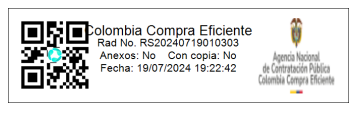 Colombia Compra Eficiente
Rad No. RS20240719010303
Anexos: No Con copia: No
Fecha: 19/07/2024 19:22:42
Agencia Nacional
de Contratación Pública
Colombia Compra Eficiente